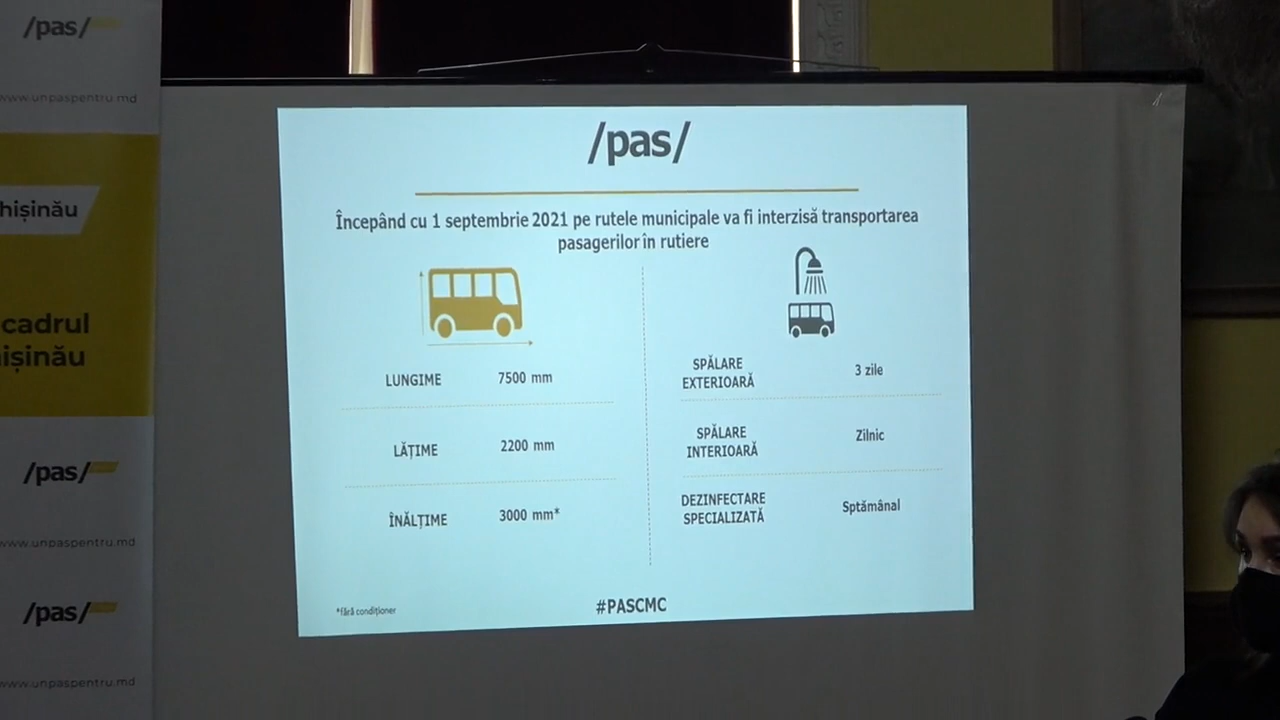 /pas/
www.unpaspentru.md
hișinău
cadrul
ișinău
/pas/
www.unpaspentru.md
/pas/
www.unpaspentru.md
/pas/
Începând cu 1 septembrie 2021 pe rutele municipale va fi interzisă transportarea
pasagerilor în rutiere
LUNGIME 7500 mm
LĂȚIME 2200 mm
ÎNĂLȚIME 3000 mm*
SPĂLARE
EXTERIOARĂ
3 zile
SPĂLARE
INTERIOARĂ
Zilnic
DEZINFECTARE
SPECIALIZATĂ
Sptămânal
*fără condiționer
#PASCMC